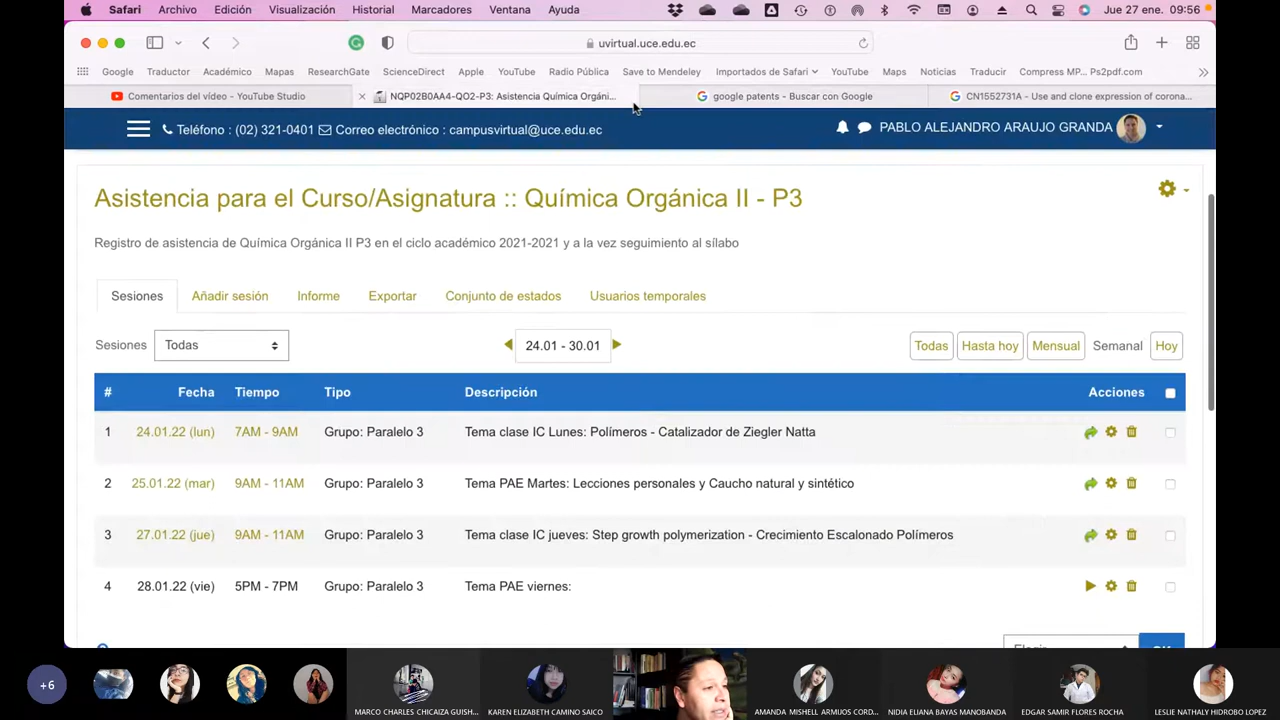 Safari Archivo Edición Visualización Historial Marcadores Ventana Ayuda Jue 27 ene. 09:56
uvirtual.uce.edu.ec
Google Traductor Académico Mapas ResearchGate ScienceDirect Apple YouTube Radio Pública Save to Mendeley Importados de Safari YouTube Maps Noticias Traducir Compress MP... Ps2pdf.com
Comentarios del vídeo - YouTube Studio NQP02B0AA4-QO2-P3: Asistencia Química Orgáni... google patents - Buscar con Google CN1552731A - Use and clone expression of corona...
Teléfono : (02) 321-0401 Correo electrónico : campusvirtual@uce.edu.ec PABLO ALEJANDRO ARAUJO GRANDA
Asistencia para el Curso/Asignatura :: Química Orgánica II - P3
Registro de asistencia de Química Orgánica II P3 en el ciclo académico 2021-2021 y a la vez seguimiento al sílabo
Sesiones Añadir sesión Informe Exportar Conjunto de estados Usuarios temporales
Sesiones Todas 24.01 - 30.01 Todas Hasta hoy Mensual Semanal Hoy
# Fecha Tiempo Tipo Descripción Acciones
1 24.01.22 (lun) 7AM - 9AM Grupo: Paralelo 3 Tema clase IC Lunes: Polímeros - Catalizador de Ziegler Natta
2 25.01.22 (mar) 9AM - 11AM Grupo: Paralelo 3 Tema PAE Martes: Lecciones personales y Caucho natural y sintético
3 27.01.22 (jue) 9AM - 11AM Grupo: Paralelo 3 Tema clase IC jueves: Step growth polymerization - Crecimiento Escalonado Polímeros
4 28.01.22 (vie) 5PM - 7PM Grupo: Paralelo 3 Tema PAE viernes:
+6
MARCO CHARLES CHICAIZA GUISH... KAREN ELIZABETH CAMINO SAICO AMANDA MISHELL ARMIJOS CORD... NIDIA ELIANA BAYAS MANOBANDA EDGAR SAMIR FLORES ROCHA LESLIE NATHALY HIDROBO LOPEZ